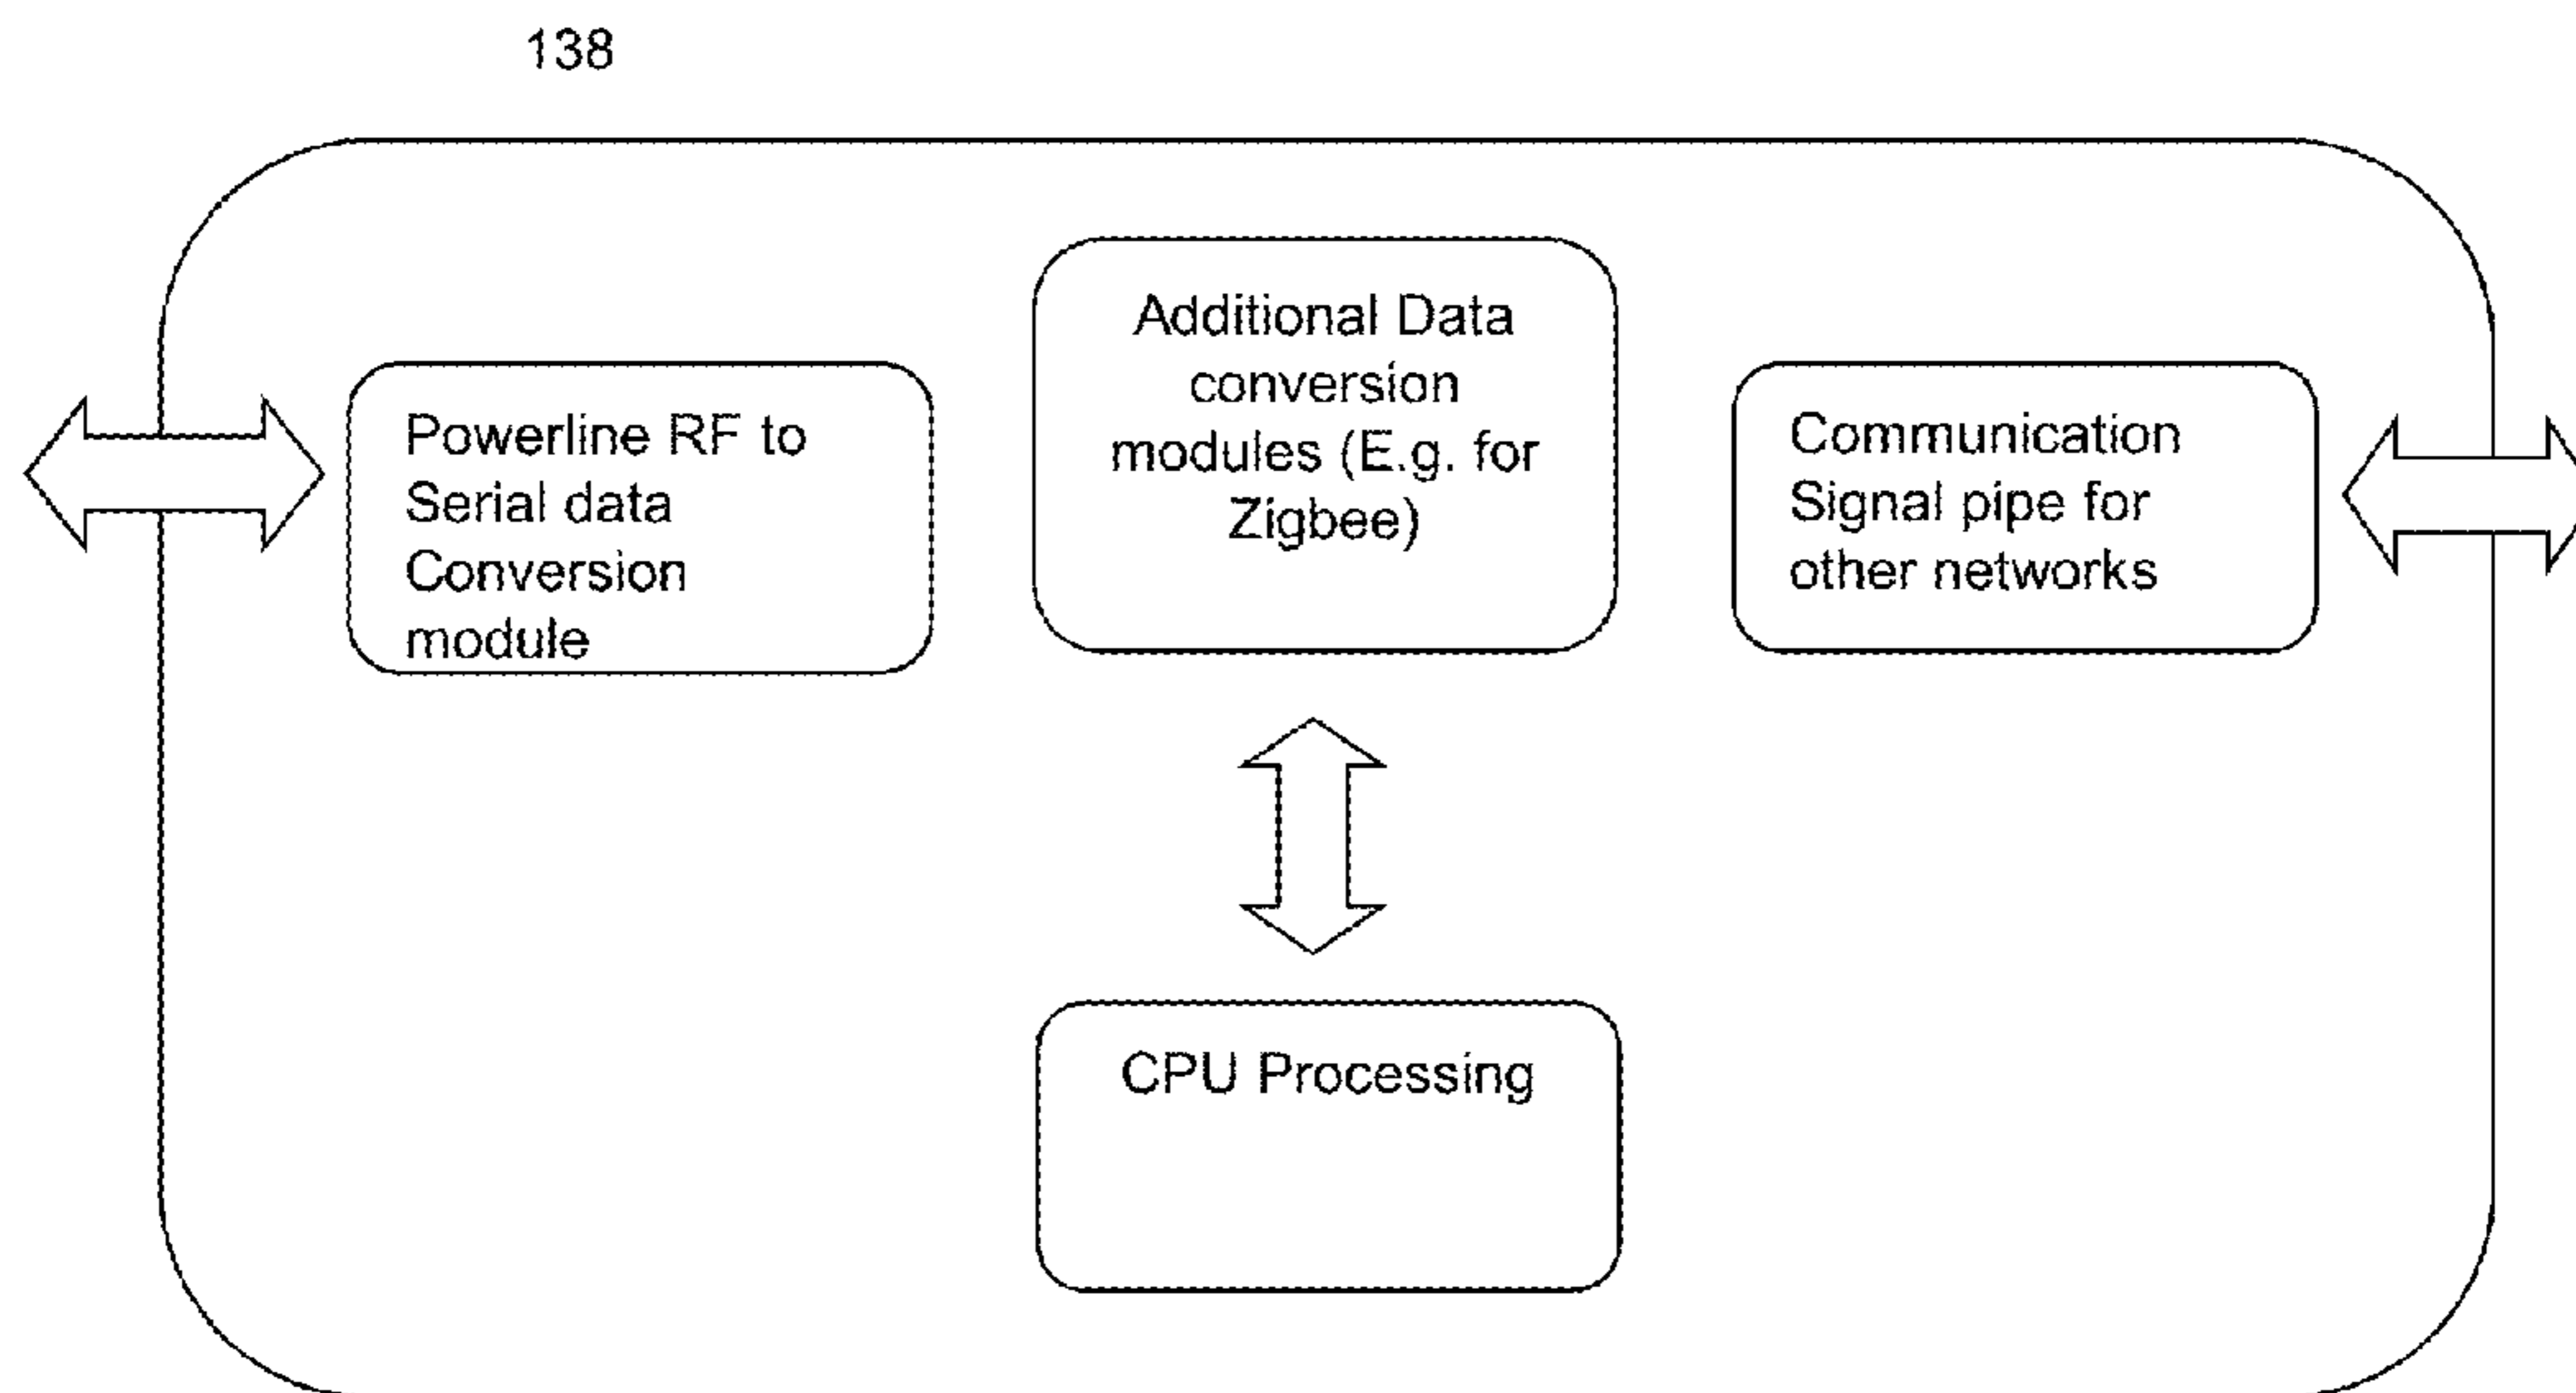 138
Powerline RF to
Serial data
Conversion
module
Additional Data
conversion
modules (E.g. for
Zigbee)
Communication
Signal pipe for
other networks
CPU Processing